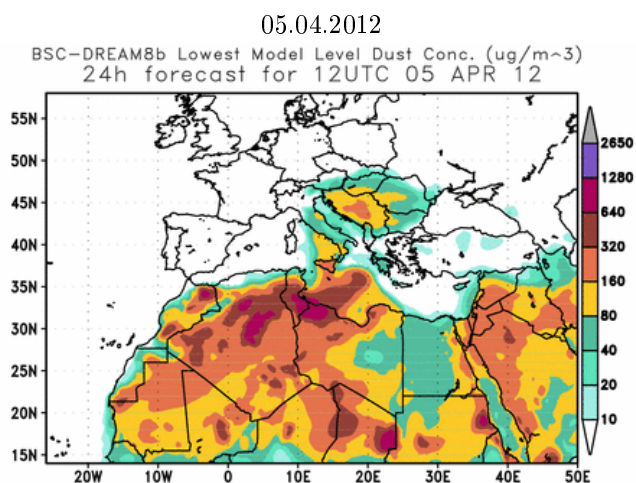 05.04.2012
BSC-DREAM8b Lowest Model Level Dust Conc. (ug/m^3)
24h forecast for 12UTC 05 APR 12
55N
50N
45N
40N
35N
30N
25N
20N
15N
20W
10W
0
10E
20E
30E
40E
50E
2650
1280
640
320
160
80
40
20
10